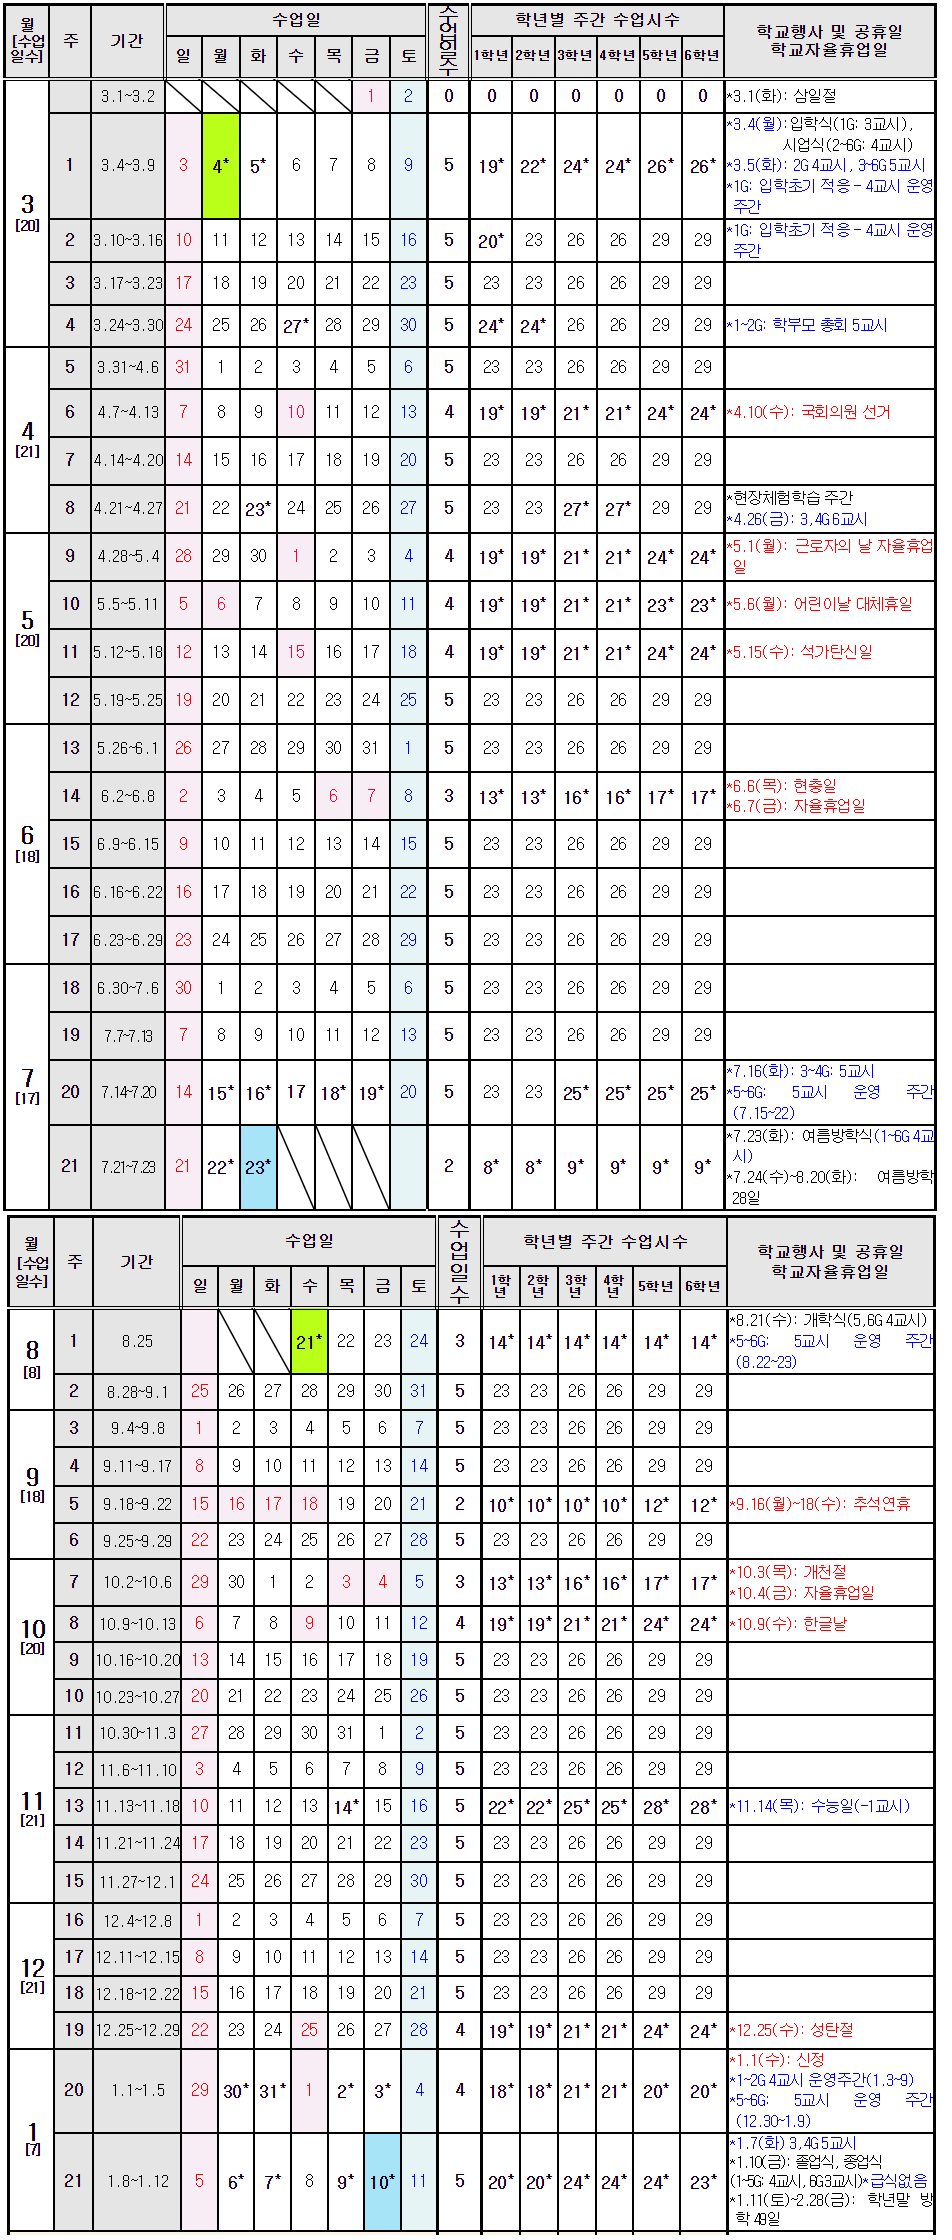 월
[수업
일수]
주
기간
수업일
일 월 화 수 목 금 토
수업일수
학년별 주간 수업시수
1학년 2학년 3학년 4학년 5학년 6학년
학교행사 및 공휴일
학교자율휴업일
3
[20]
3.1~3.2 1 2 0 0 0 0 0 0 0 *3.1(화): 삼일절
1 3.4~3.9 3 4* 5* 6 7 8 9 5 19* 22* 24* 24* 26* 26*
*3.4(월):입학식(1G: 3교시),
시업식(2~6G: 4교시)
*3.5(화): 2G 4교시, 3~6G 5교시
*1G: 입학초기 적응 - 4교시 운영
주간
2 3.10~3.16 10 11 12 13 14 15 16 5 20* 23 26 26 29 29
*1G: 입학초기 적응 - 4교시 운영
주간
3 3.17~3.23 17 18 19 20 21 22 23 5 23 23 26 26 29 29
4 3.24~3.30 24 25 26 27* 28 29 30 5 24* 24* 26 26 29 29 *1~2G: 학부모 총회 5교시
4
[21]
5 3.31~4.6 31 1 2 3 4 5 6 5 23 23 26 26 29 29
6 4.7~4.13 7 8 9 10 11 12 13 4 19* 19* 21* 21* 24* 24* *4.10(수): 국회의원 선거
7 4.14~4.20 14 15 16 17 18 19 20 5 23 23 26 26 29 29
8 4.21~4.27 21 22 23* 24 25 26 27 5 23 23 27* 27* 29 29
*현장체험학습 주간
*4.26(금): 3,4G 6교시
5
[20]
9 4.28~5.4 28 29 30 1 2 3 4 4 19* 19* 21* 21* 24* 24*
*5.1(월): 근로자의 날 자율휴업
일
10 5.5~5.11 5 6 7 8 9 10 11 4 19* 19* 21* 21* 23* 23* *5.6(월): 어린이날 대체휴일
11 5.12~5.18 12 13 14 15 16 17 18 4 19* 19* 21* 21* 24* 24* *5.15(수): 석가탄신일
12 5.19~5.25 19 20 21 22 23 24 25 5 23 23 26 26 29 29
6
[18]
13 5.26~6.1 26 27 28 29 30 31 1 5 23 23 26 26 29 29
14 6.2~6.8 2 3 4 5 6 7 8 3 13* 13* 16* 16* 17* 17*
*6.6(목): 현충일
*6.7(금): 자율휴업일
15 6.9~6.15 9 10 11 12 13 14 15 5 23 23 26 26 29 29
16 6.16~6.22 16 17 18 19 20 21 22 5 23 23 26 26 29 29
17 6.23~6.29 23 24 25 26 27 28 29 5 23 23 26 26 29 29
7
[17]
18 6.30~7.6 30 1 2 3 4 5 6 5 23 23 26 26 29 29
19 7.7~7.13 7 8 9 10 11 12 13 5 23 23 26 26 29 29
20 7.14~7.20 14 15* 16* 17 18* 19* 20 5 23 23 25* 25* 25* 25*
*7.16(화): 3~4G: 5교시
*5~6G: 5교시 운영 주간
(7.15~22)
21 7.21~7.23 21 22* 23* 2 8* 8* 9* 9* 9* 9*
*7.23(화): 여름방학식(1~6G 4교
시)
*7.24(수)~8.20(화): 여름방학
28일
월
[수업
일수]
주
기간
수업일
일 월 화 수 목 금 토
수업일수
학년별 주간 수업시수
1학년 2학년 3학년 4학년 5학년 6학년
학교행사 및 공휴일
학교자율휴업일
8
[8]
1 8.25 21* 22 23 24 3 14* 14* 14* 14* 14* 14*
*8.21(수): 개학식(5,6G 4교시)
*5~6G: 5교시 운영 주간
(8.22~23)
2 8.28~9.1 25 26 27 28 29 30 31 5 23 23 26 26 29 29
9
[18]
3 9.4~9.8 1 2 3 4 5 6 7 5 23 23 26 26 29 29
4 9.11~9.17 8 9 10 11 12 13 14 5 23 23 26 26 29 29
5 9.18~9.22 15 16 17 18 19 20 21 2 10* 10* 10* 10* 12* 12* *9.16(월)~18(수): 추석연휴
6 9.25~9.29 22 23 24 25 26 27 28 5 23 23 26 26 29 29
10
[20]
7 10.2~10.6 29 30 1 2 3 4 5 3 13* 13* 16* 16* 17* 17*
*10.3(목): 개천절
*10.4(금): 자율휴업일
8 10.9~10.13 6 7 8 9 10 11 12 4 19* 19* 21* 21* 24* 24* *10.9(수): 한글날
9 10.16~10.20 13 14 15 16 17 18 19 5 23 23 26 26 29 29
10 10.23~10.27 20 21 22 23 24 25 26 5 23 23 26 26 29 29
11
[21]
11 10.30~11.3 27 28 29 30 31 1 2 5 23 23 26 26 29 29
12 11.6~11.10 3 4 5 6 7 8 9 5 23 23 26 26 29 29
13 11.13~11.18 10 11 12 13 14* 15 16 5 22* 22* 25* 25* 28* 28* *11.14(목): 수능일(-1교시)
14 11.21~11.24 17 18 19 20 21 22 23 5 23 23 26 26 29 29
15 11.27~12.1 24 25 26 27 28 29 30 5 23 23 26 26 29 29
12
[21]
16 12.4~12.8 1 2 3 4 5 6 7 5 23 23 26 26 29 29
17 12.11~12.15 8 9 10 11 12 13 14 5 23 23 26 26 29 29
18 12.18~12.22 15 16 17 18 19 20 21 5 23 23 26 26 29 29
19 12.25~12.29 22 23 24 25 26 27 28 4 19* 19* 21* 21* 24* 24* *12.25(수): 성탄절
1
[7]
20 1.1~1.5 29 30* 31* 1 2* 3* 4 4 18* 18* 21* 21* 20* 20*
*1.1(수): 신정
*1~2G 4교시 운영주간(1.3~9)
*5~6G: 5교시 운영 주간
(12.30~1.9)
21 1.8~1.12 5 6* 7* 8 9* 10* 11 5 20* 20* 24* 24* 24* 23*
*1.7(화) 3,4G 5교시
*1.10(금): 졸업식, 종업식
(1~5G: 4교시, 6G3교시)*급식없음
*1.11(토)~2.28(금): 학년말 방
학 49일